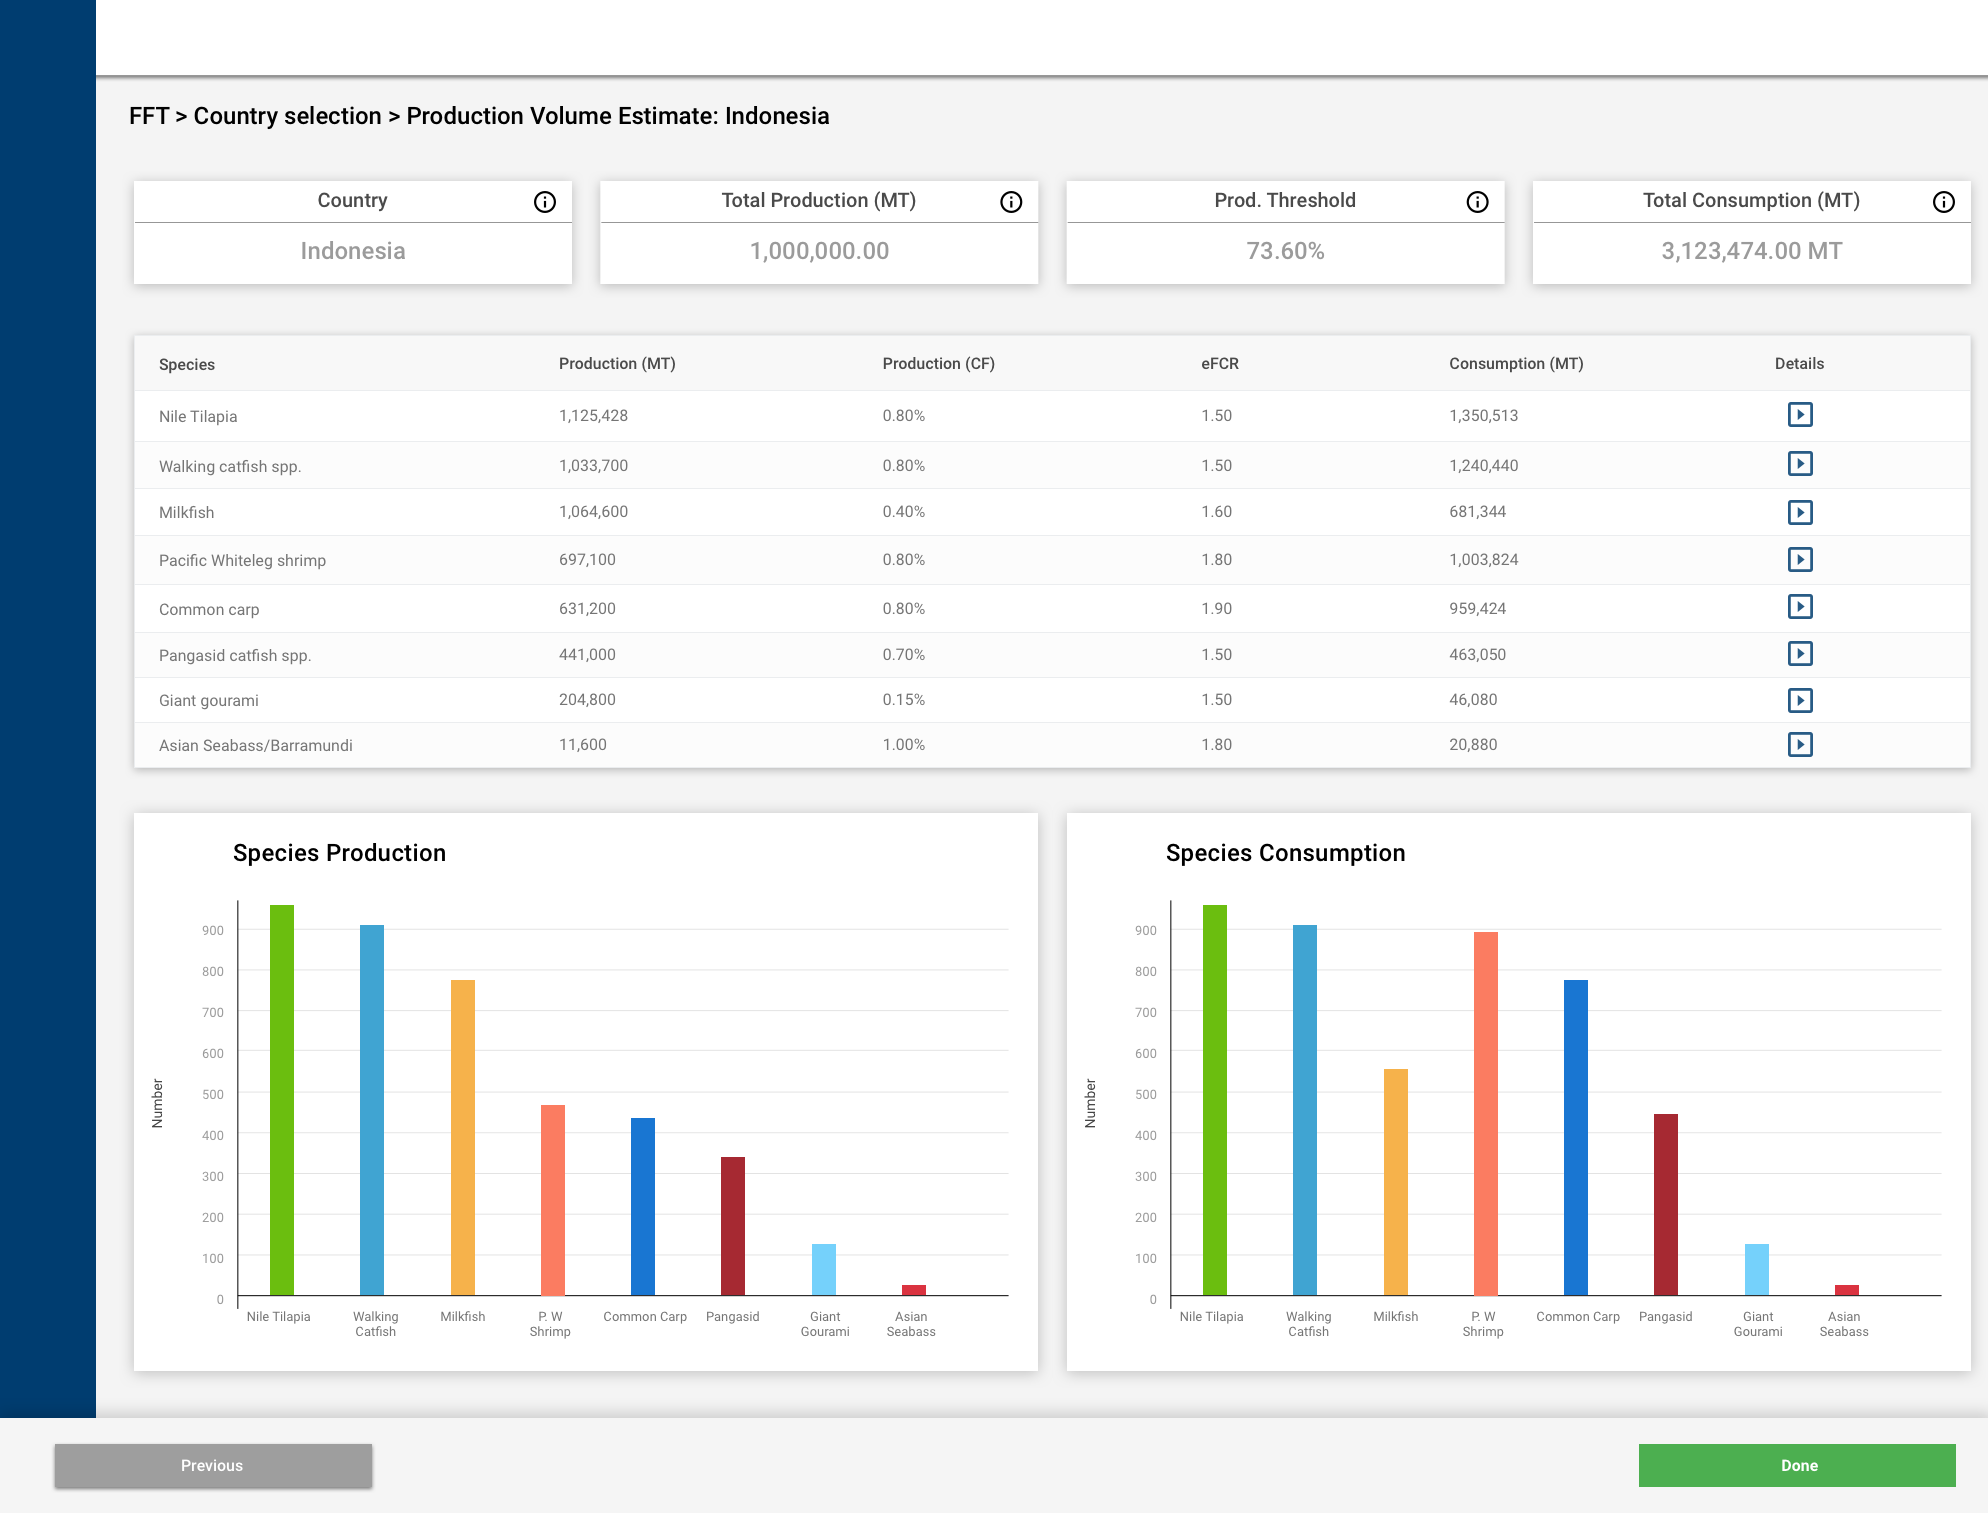 FFT > Country selection > Production Volume Estimate: Indonesia
Country
Total Production (MT)
Prod. Threshold
Total Consumption (MT)
Indonesia
1,000,000.00
73.60%
3,123,474.00 MT
Species Production (MT) Production (CF) eFCR Consumption (MT) Details
Nile Tilapia 1,125,428 0.80% 1.50 1,350,513
Walking catfish spp. 1,033,700 0.80% 1.50 1,240,440
Milkfish 1,064,600 0.40% 1.60 681,344
Pacific Whiteleg shrimp 697,100 0.80% 1.80 1,003,824
Common carp 631,200 0.80% 1.90 959,424
Pangasid catfish spp. 441,000 0.70% 1.50 463,050
Giant gourami 204,800 0.15% 1.50 46,080
Asian Seabass/Barramundi 11,600 1.00% 1.80 20,880
Species Production
Number
900
800
700
600
500
400
300
200
100
0
Nile Tilapia
Walking
Catfish
Milkfish
P. W
Shrimp
Common Carp
Pangasid
Giant
Gourami
Asian
Seabass
Species Consumption
Number
900
800
700
600
500
400
300
200
100
0
Nile Tilapia
Walking
Catfish
Milkfish
P. W
Shrimp
Common Carp
Pangasid
Giant
Gourami
Asian
Seabass
Previous
Done